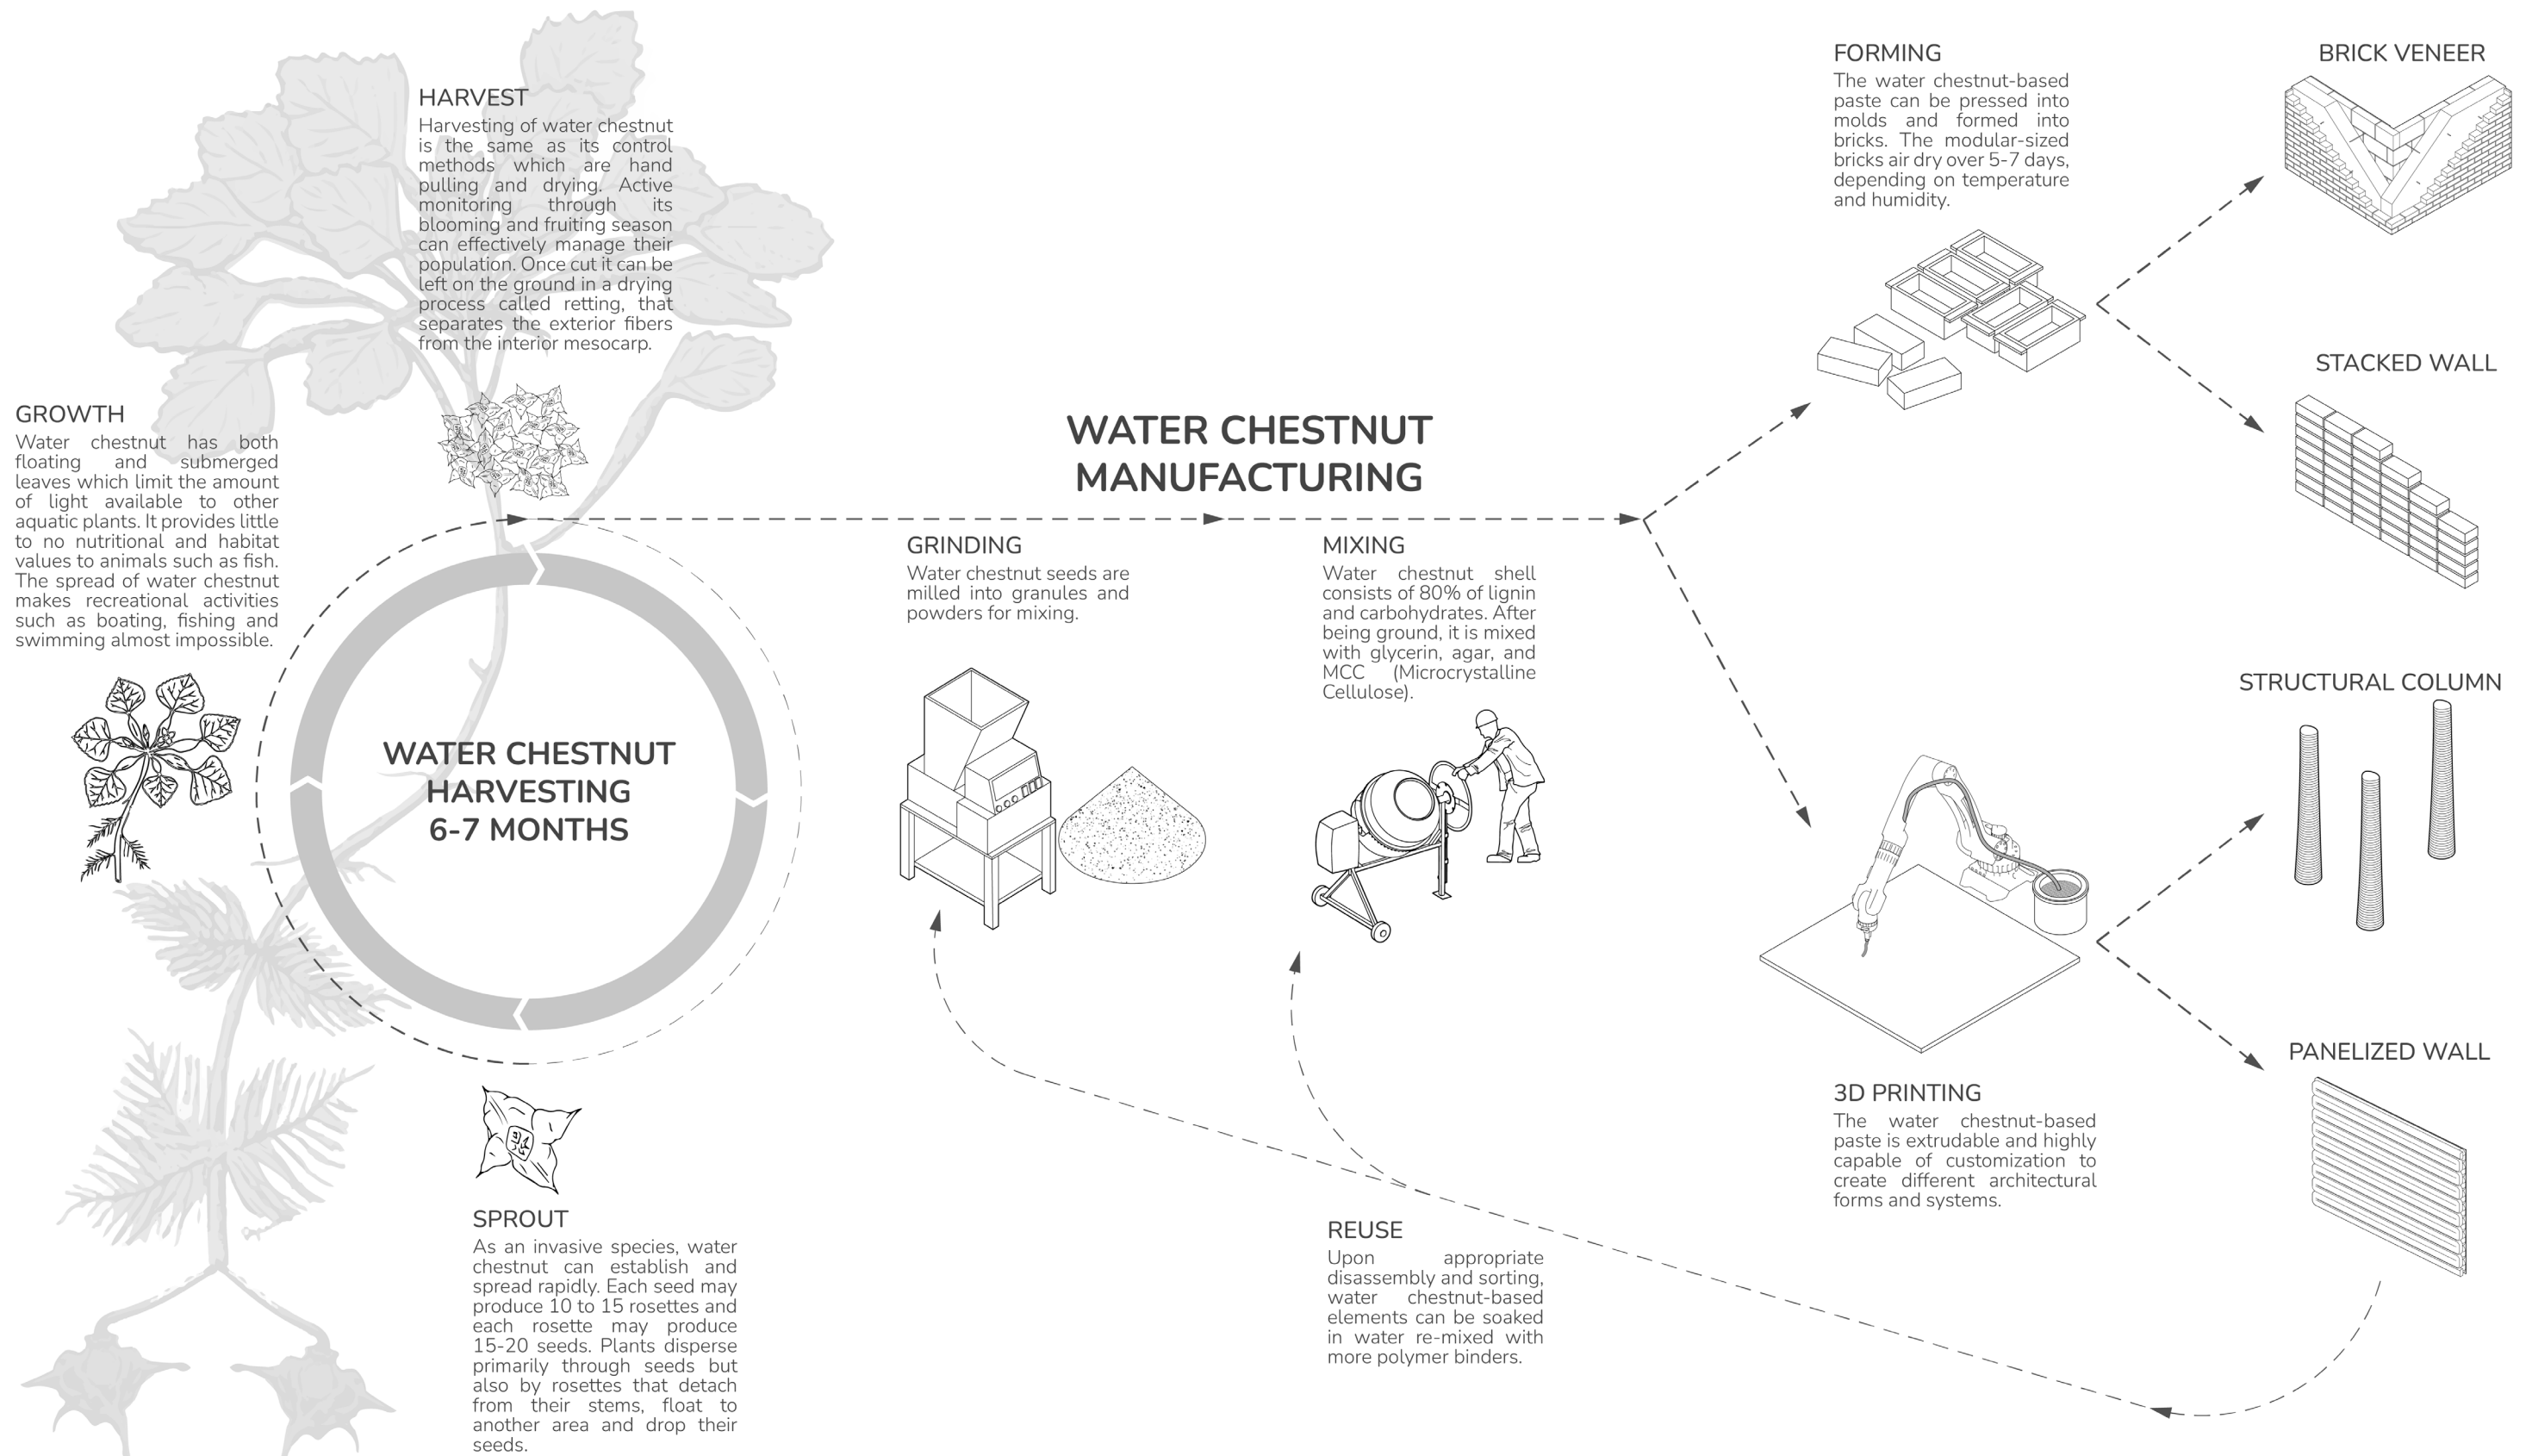 HARVEST
Harvesting of water chestnut
is the same as its control
methods which are hand
pulling and drying. Active
monitoring through its
blooming and fruiting season
can effectively manage their
population. Once cut it can be
left on the ground in a drying
process called retting, that
separates the exterior fibers
from the interior mesocarp.
GROWTH
Water chestnut has both
floating and submerged
leaves which limit the amount
of light available to other
aquatic plants. It provides little
to no nutritional and habitat
values to animals such as fish.
The spread of water chestnut
makes recreational activities
such as boating, fishing and
swimming almost impossible.
WATER CHESTNUT
HARVESTING
6-7 MONTHS
SPROUT
As an invasive species, water
chestnut can establish and
spread rapidly. Each seed may
produce 10 to 15 rosettes and
each rosette may produce
15-20 seeds. Plants disperse
primarily through seeds but
also by rosettes that detach
from their stems, float to
another area and drop their
seeds.
WATER CHESTNUT
MANUFACTURING
GRINDING
Water chestnut seeds are
milled into granules and
powders for mixing.
MIXING
Water chestnut shell
consists of 80% of lignin
and carbohydrates. After
being ground, it is mixed
with glycerin, agar, and
MCC (Microcrystalline
Cellulose).
REUSE
Upon appropriate
disassembly and sorting,
water chestnut-based
elements can be soaked
in water re-mixed with
more polymer binders.
FORMING
The water chestnut-based
paste can be pressed into
molds and formed into
bricks. The modular-sized
bricks air dry over 5-7 days,
depending on temperature
and humidity.
3D PRINTING
The water chestnut-based
paste is extrudable and highly
capable of customization to
create different architectural
forms and systems.
BRICK VENEER
STACKED WALL
STRUCTURAL COLUMN
PANELIZED WALL